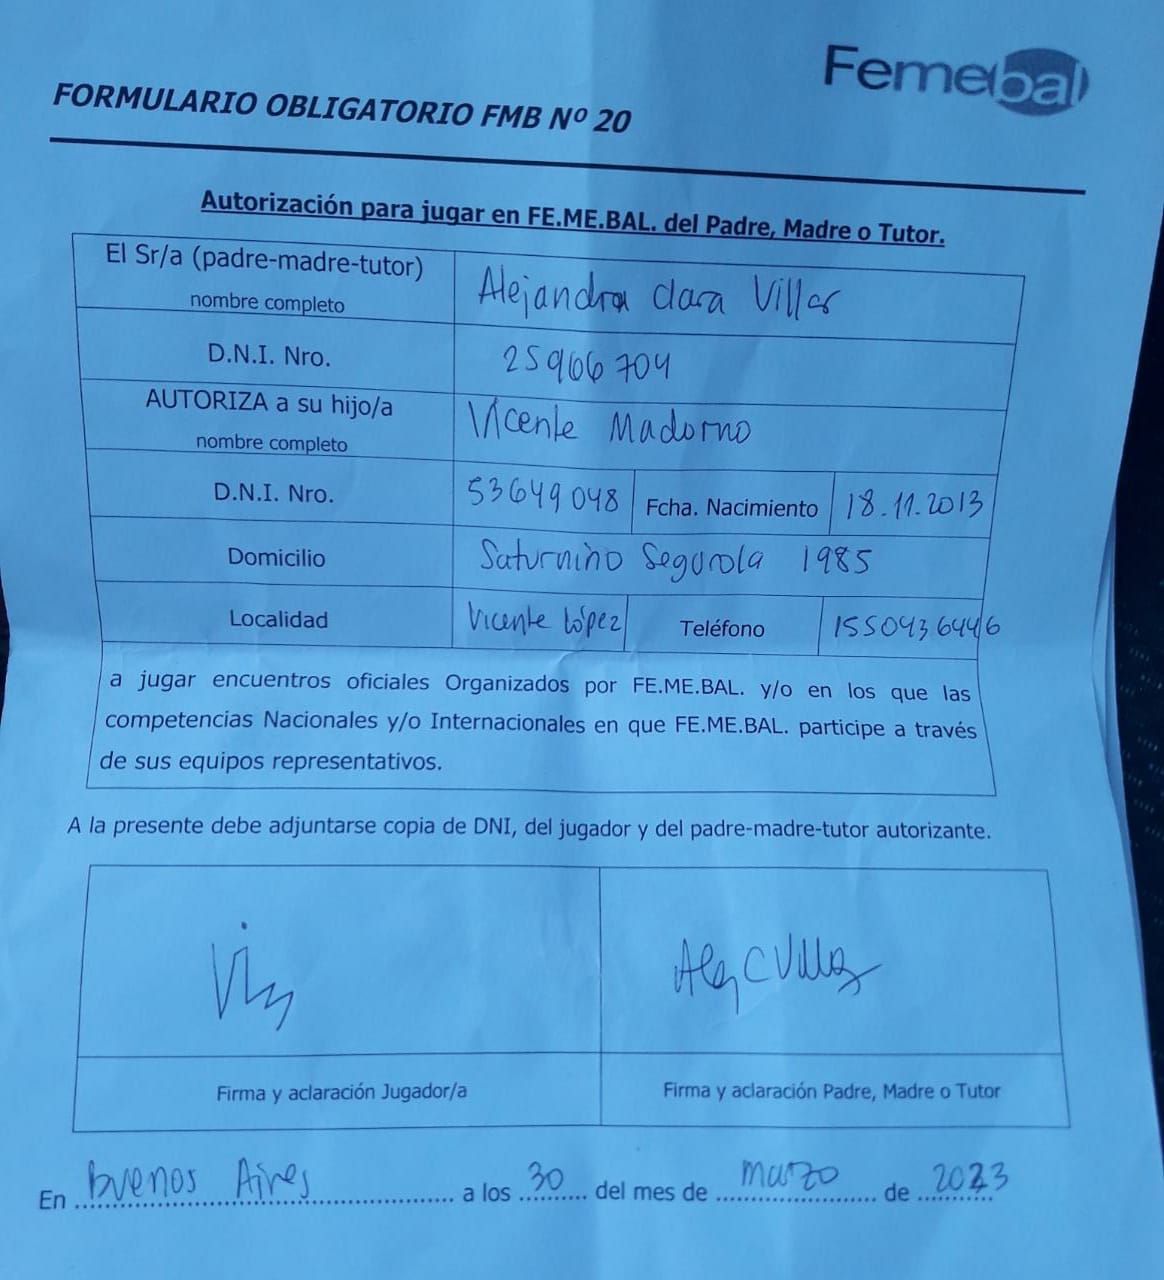 Femebal
FORMULARIO OBLIGATORIO FMB Nº 20
Autorización para jugar en FE.ME.BAL. del Padre, Madre o Tutor.
El Sr/a (padre-madre-tutor) nombre completo Alejandra Clara Villar
D.N.I. Nro. 25966704
AUTORIZA a su hijo/a nombre completo Vicente Madorno
D.N.I. Nro. 53649048 Fcha. Nacimiento 18.11.2013
Domicilio Saturnino Segurola 1985
Localidad Vicente López Teléfono 1550436446
a jugar encuentros oficiales Organizados por FE.ME.BAL. y/o en los que las
competencias Nacionales y/o Internacionales en que FE.ME.BAL. participe a través
de sus equipos representativos.
A la presente debe adjuntarse copia de DNI, del jugador y del padre-madre-tutor autorizante.
Firma y aclaración Jugador/a Firma y aclaración Padre, Madre o Tutor
En Buenos Aires a los 30 del mes de marzo de 2023